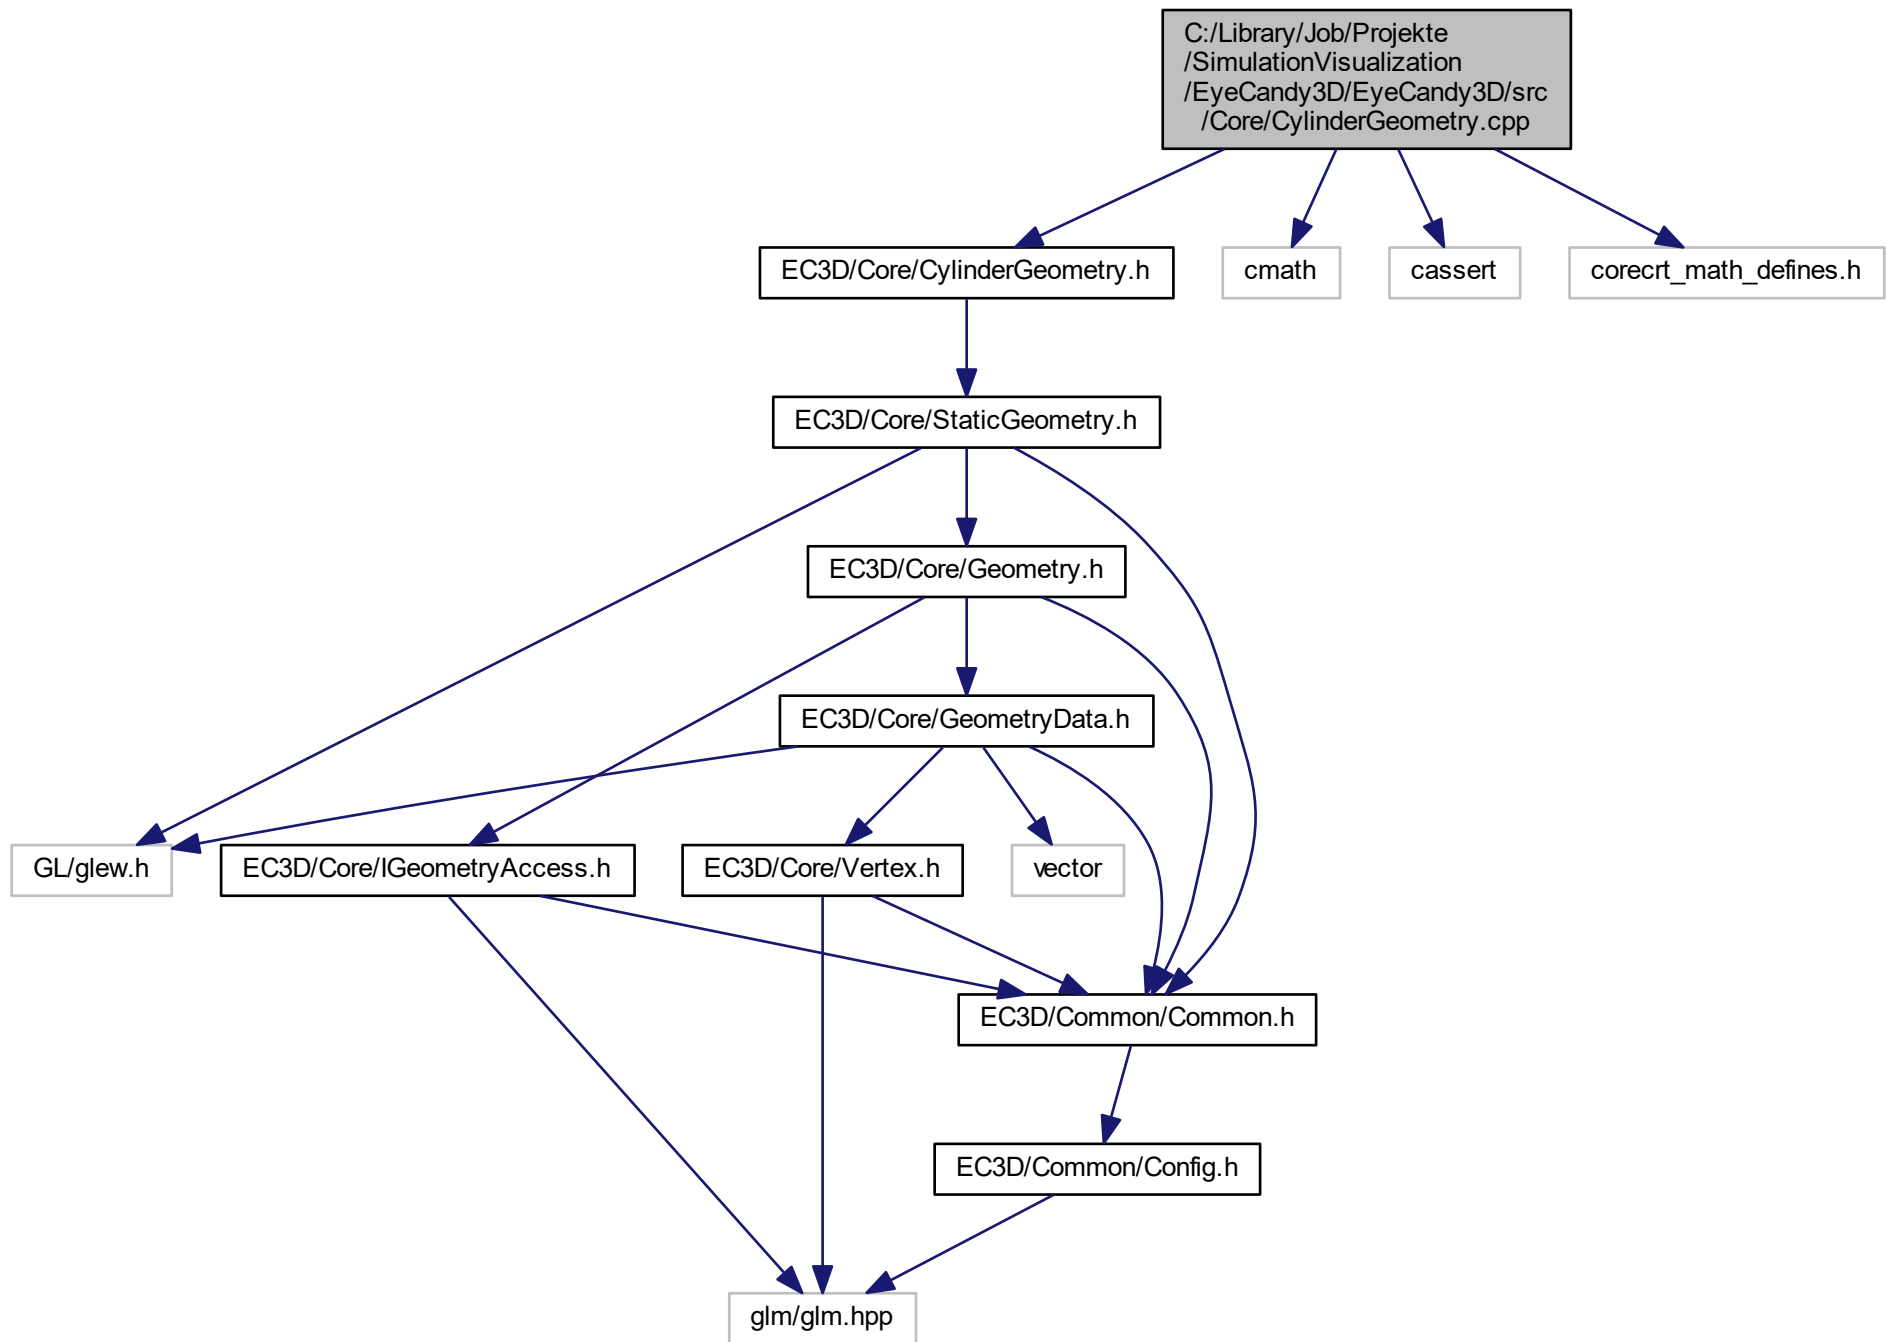 C:/Library/Job/Projekte
/SimulationVisualization
/EyeCandy3D/EyeCandy3D/src
/Core/CylinderGeometry.cpp
EC3D/Core/CylinderGeometry.h
cmath
cassert
corecrt_math_defines.h
EC3D/Core/StaticGeometry.h
EC3D/Core/Geometry.h
EC3D/Core/GeometryData.h
GL/glew.h
EC3D/Core/IGeometryAccess.h
EC3D/Core/Vertex.h
vector
EC3D/Common/Common.h
EC3D/Common/Config.h
glm/glm.hpp